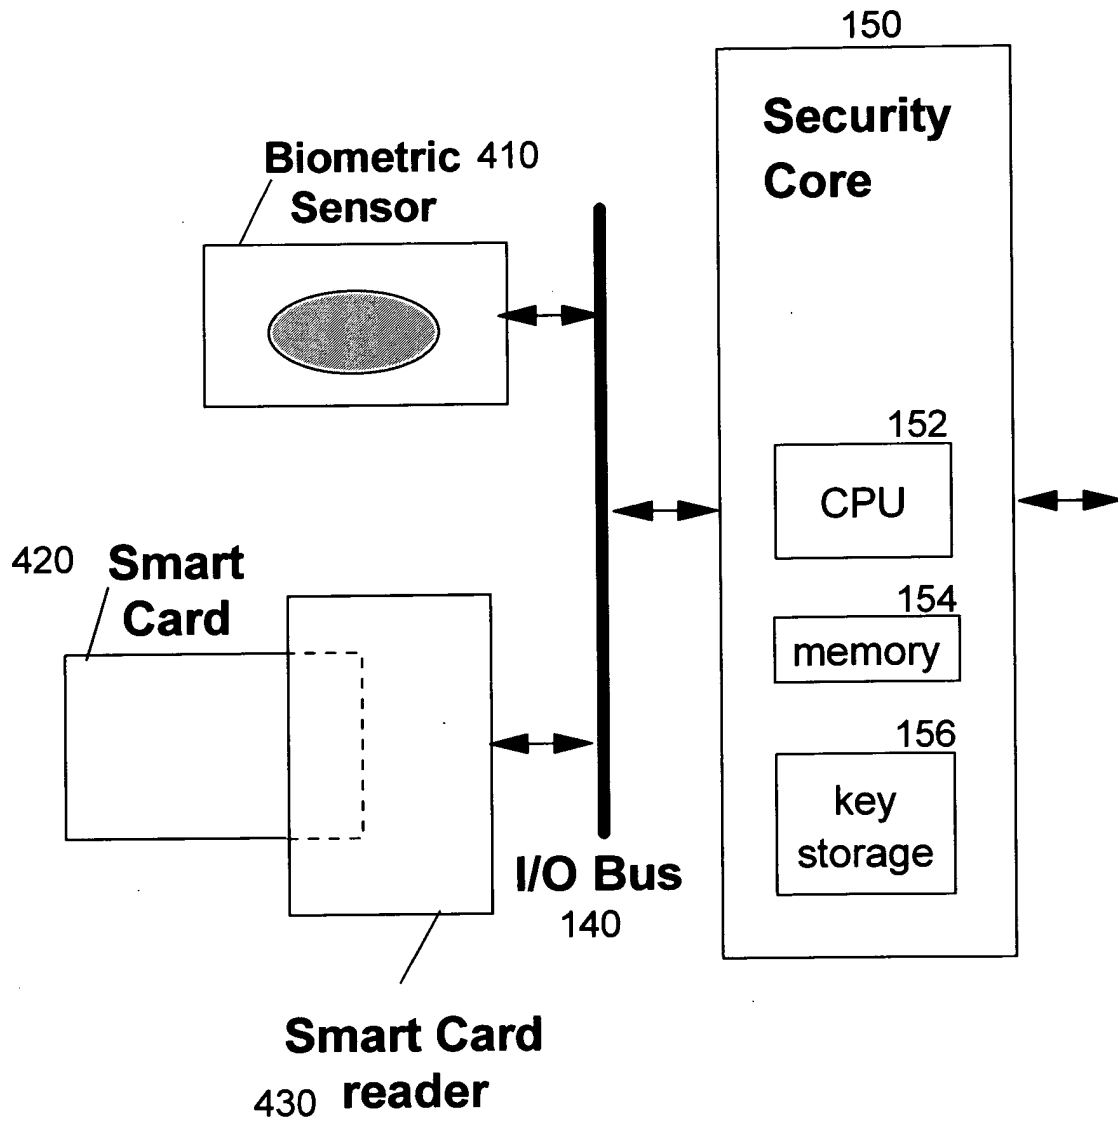 150
Security
Core
Biometric 410
Sensor
152
CPU
420 Smart
Card
154
memory
156
key
storage
I/O Bus
140
Smart Card
430 reader